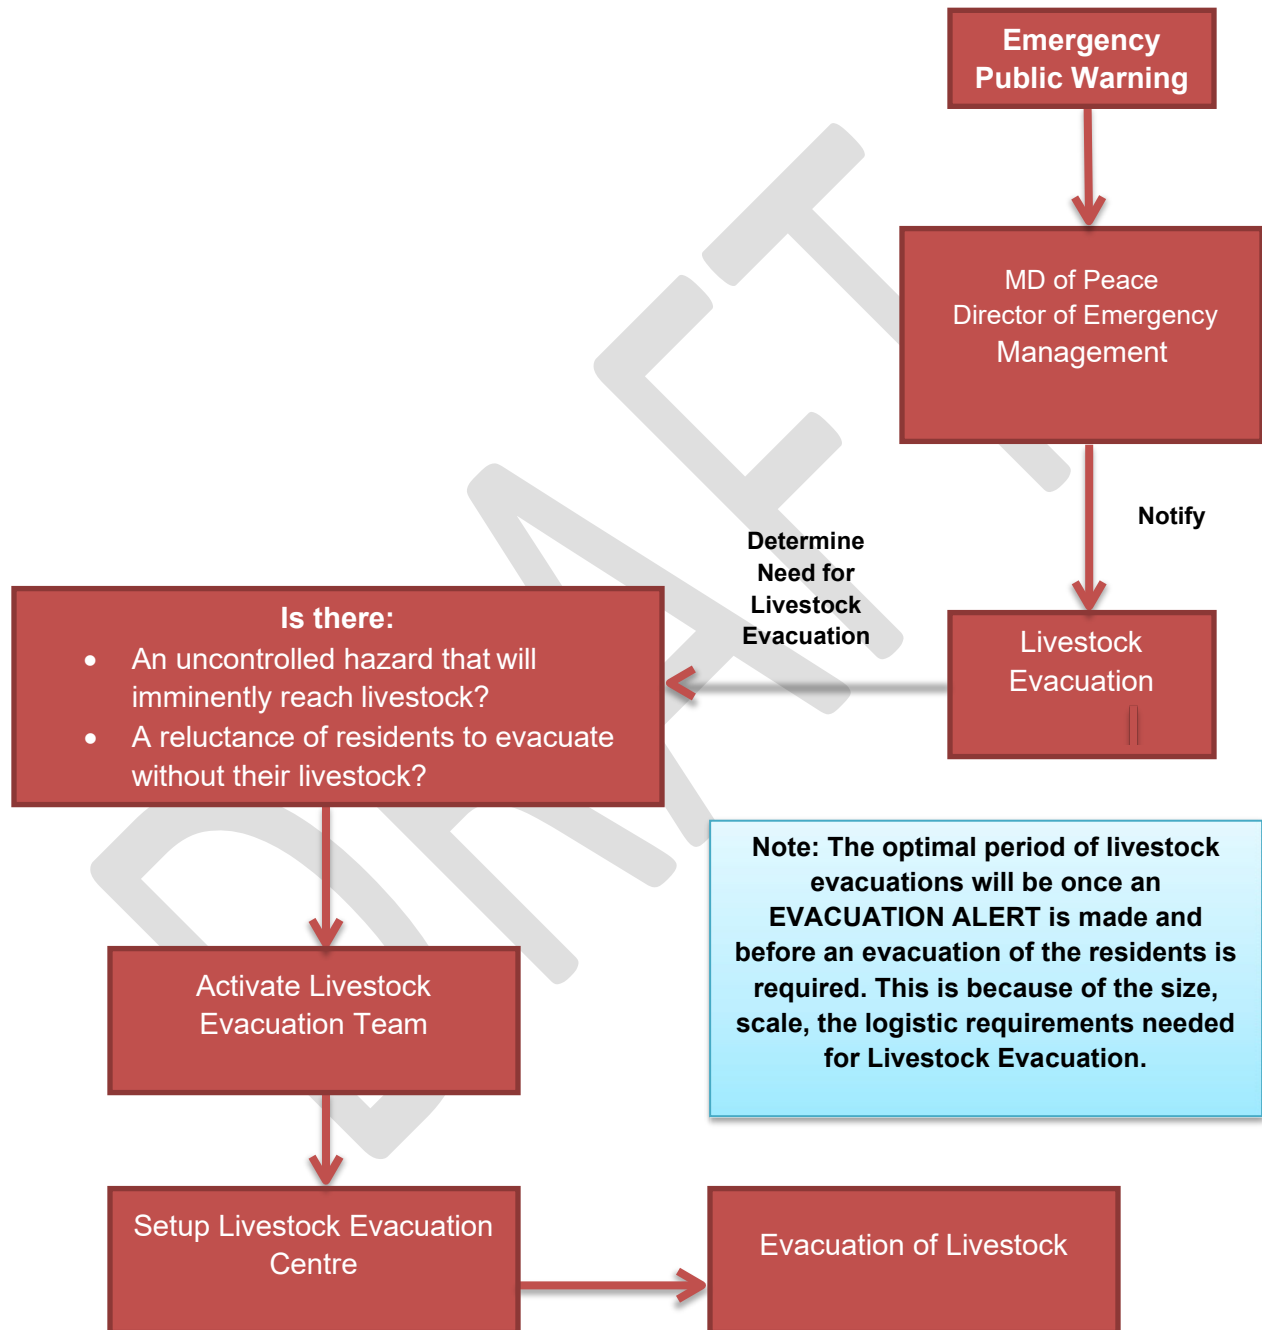 Emergency
Public Warning
MD of Peace
Director of Emergency
Management
Notify
Determine
Need for
Livestock
Evacuation
Livestock
Evacuation
Is there:
• An uncontrolled hazard that will
imminently reach livestock?
• A reluctance of residents to evacuate
without their livestock?
Note: The optimal period of livestock
evacuations will be once an
EVACUATION ALERT is made and
before an evacuation of the residents is
required. This is because of the size,
scale, the logistic requirements needed
for Livestock Evacuation.
Activate Livestock
Evacuation Team
Setup Livestock Evacuation
Centre
Evacuation of Livestock
DRAFT